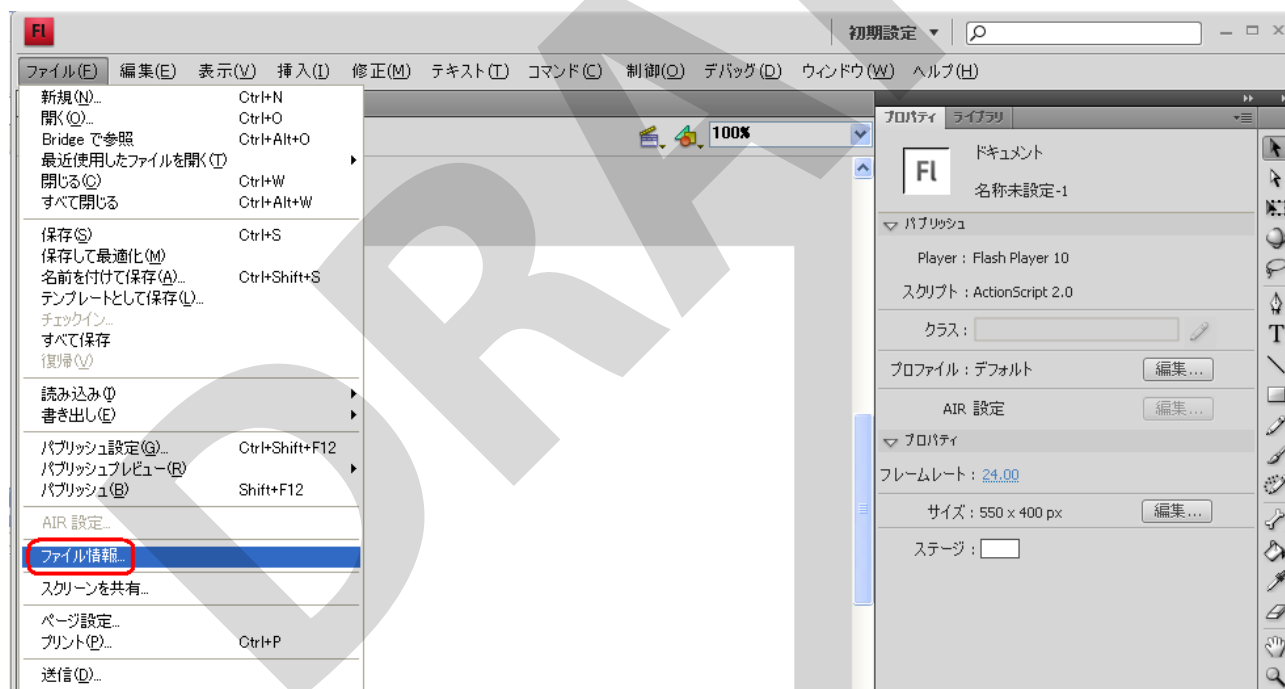 Fl
初期設定 ▼
ファイル(F) 編集(E) 表示(V) 挿入(I) 修正(M) テキスト(T) コマンド(C) 制御(O) デバッグ(D) ウィンドウ(W) ヘルプ(H)
新規(N)... Ctrl+N
開く(O)... Ctrl+O
Bridge で参照 Ctrl+Alt+O
最近使用したファイルを開く(T)
閉じる(C) Ctrl+W
すべて閉じる Ctrl+Alt+W
保存(S) Ctrl+S
保存して最適化(M)
名前を付けて保存(A)... Ctrl+Shift+S
テンプレートとして保存(L)...
チェックイン...
すべて保存
復帰(V)
読み込み(I)
書き出し(E)
パブリッシュ設定(G)... Ctrl+Shift+F12
パブリッシュプレビュー(R)
パブリッシュ(B) Shift+F12
AIR 設定...
ファイル情報...
スクリーンを共有...
ページ設定...
プリント(P)... Ctrl+P
送信(D)...
100%
プロパティ ライブラリ
Fl
ドキュメント
名称未設定-1
パブリッシュ
Player : Flash Player 10
スクリプト : ActionScript 2.0
クラス :
プロファイル : デフォルト 編集...
AIR 設定 編集...
プロパティ
フレームレート : 24.00
サイズ : 550 x 400 px 編集...
ステージ :
T
DRA